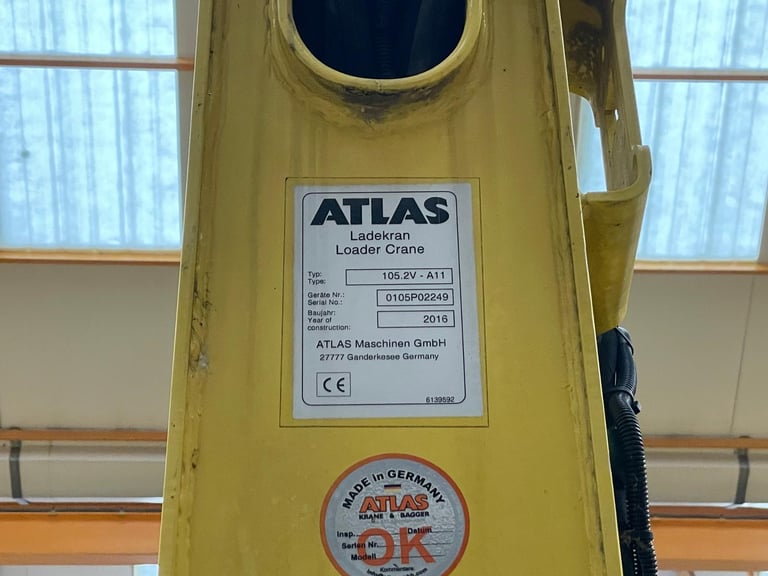 ATLAS
Ladekran
Loader Crane
Typ:
Type:
105.2V - A11
Geräte Nr.:
Serial No.:
0105P02249
Baujahr:
Year of
construction:
2016
ATLAS Maschinen GmbH
27777 Ganderkesee Germany
CE
6139592
MADE in GERMANY
ATLAS
KRANE & BAGGER
Insp. Datum
Serien Nr.
Modell
OK
Kommentare: